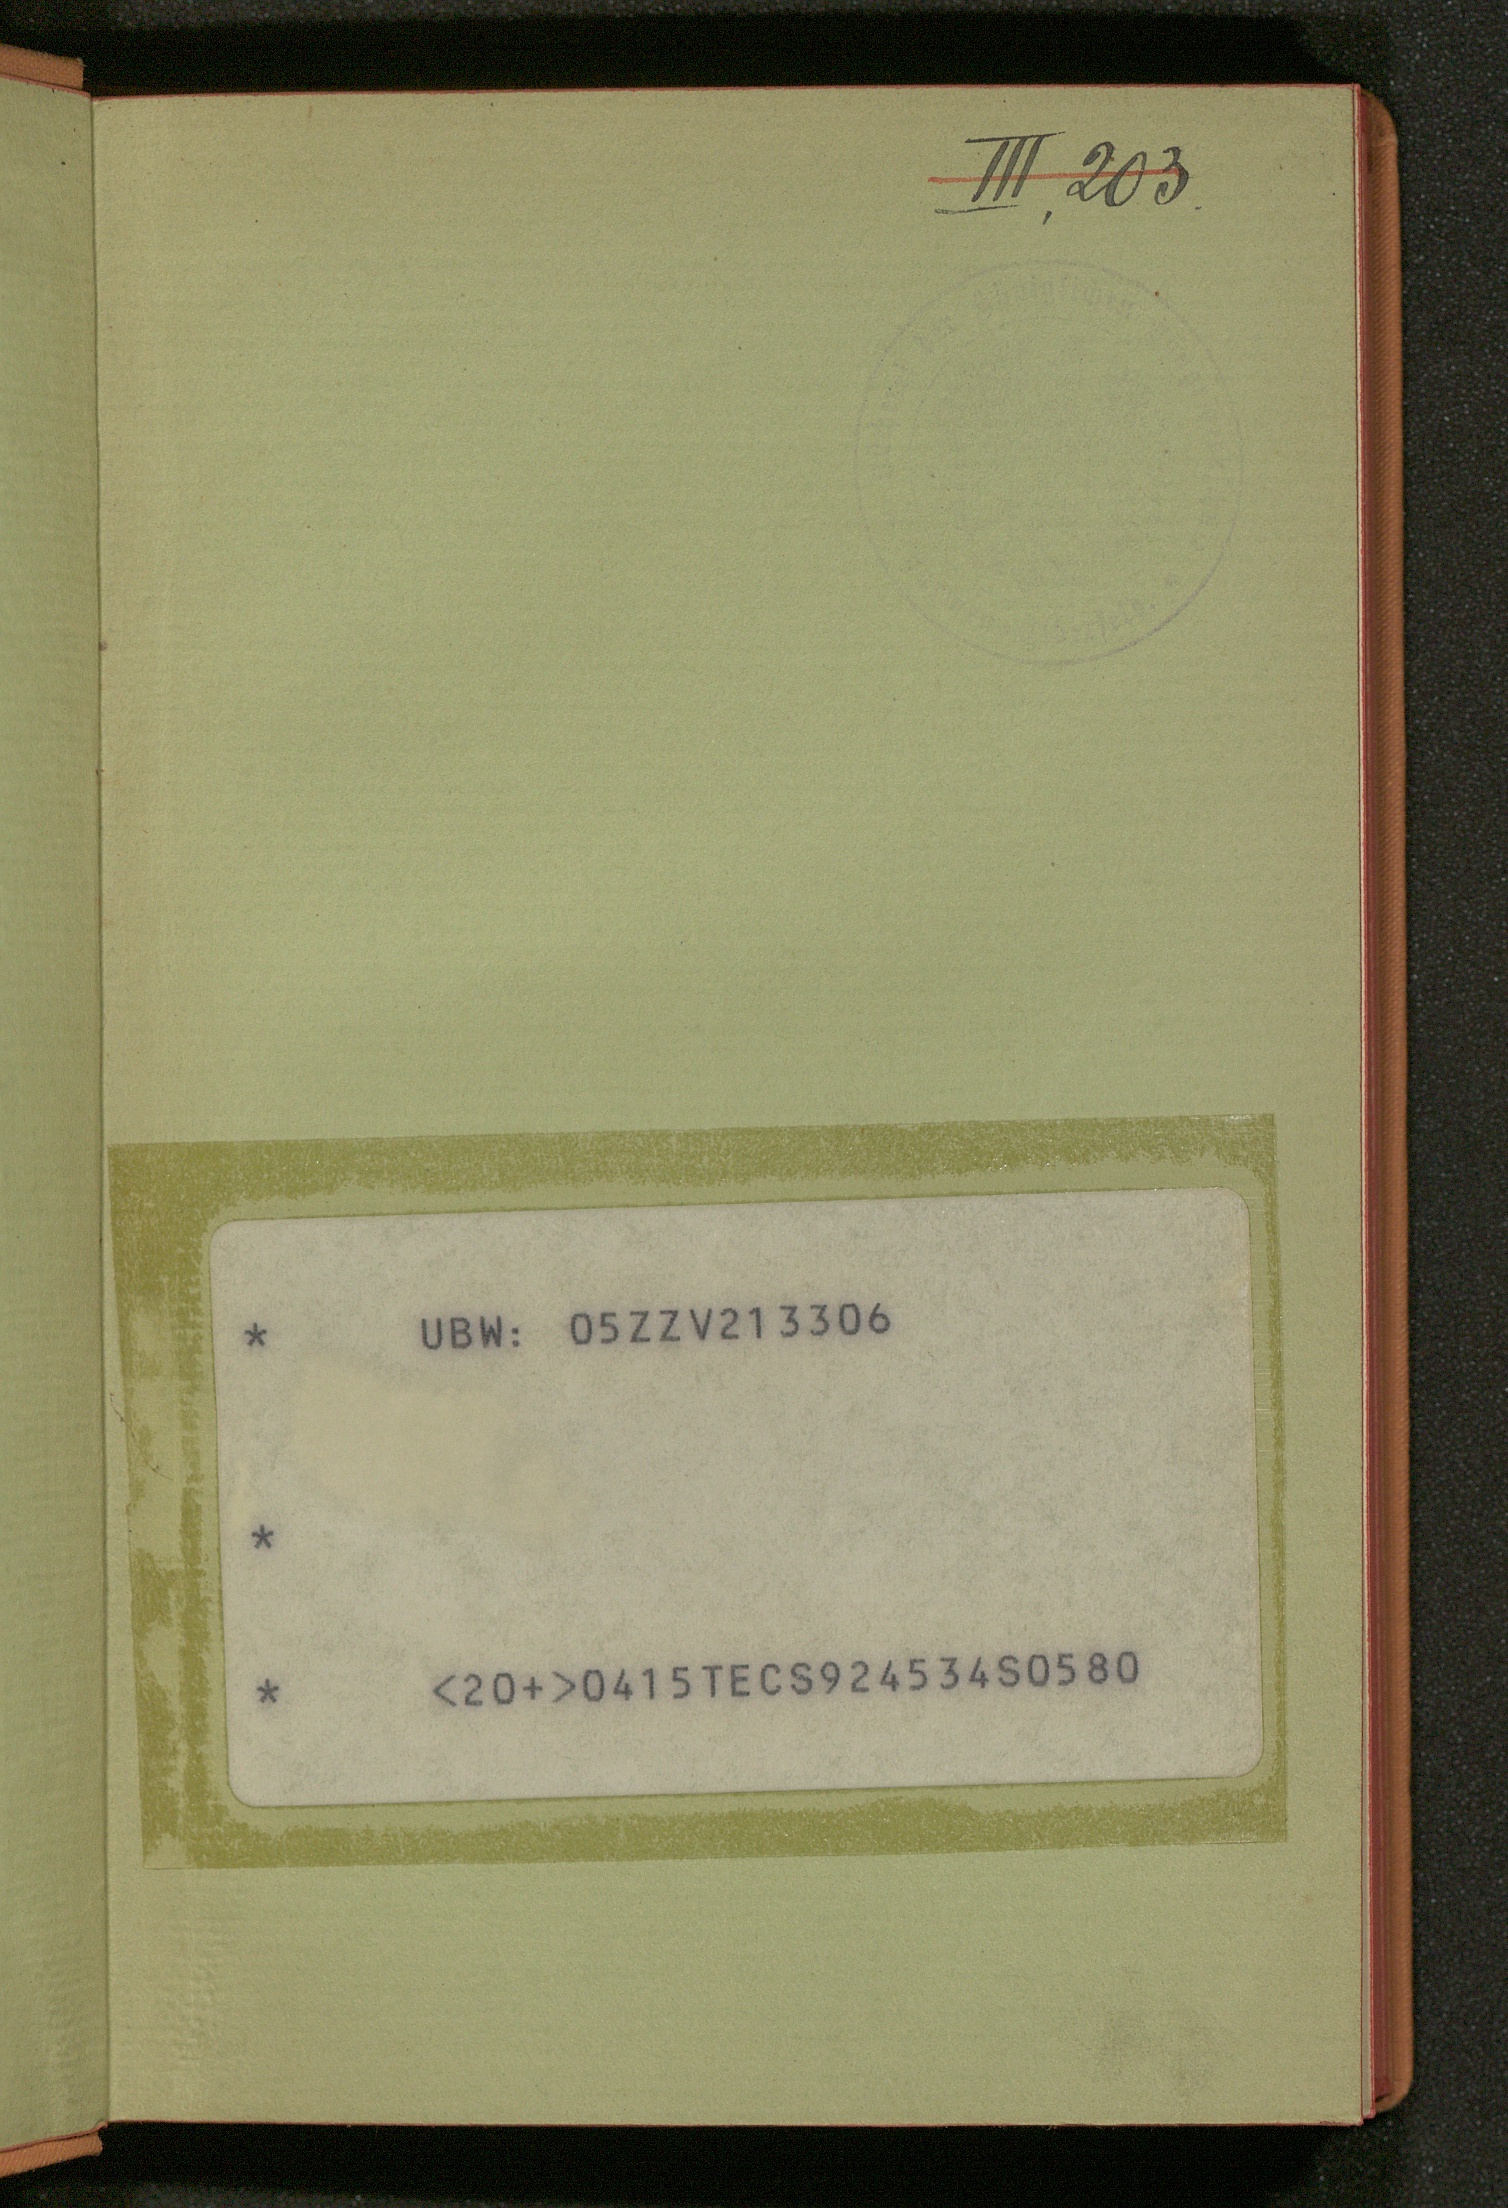 III, 203.
* UBW: 05ZZV213306
*
* <20+>0415TECS924534S0580